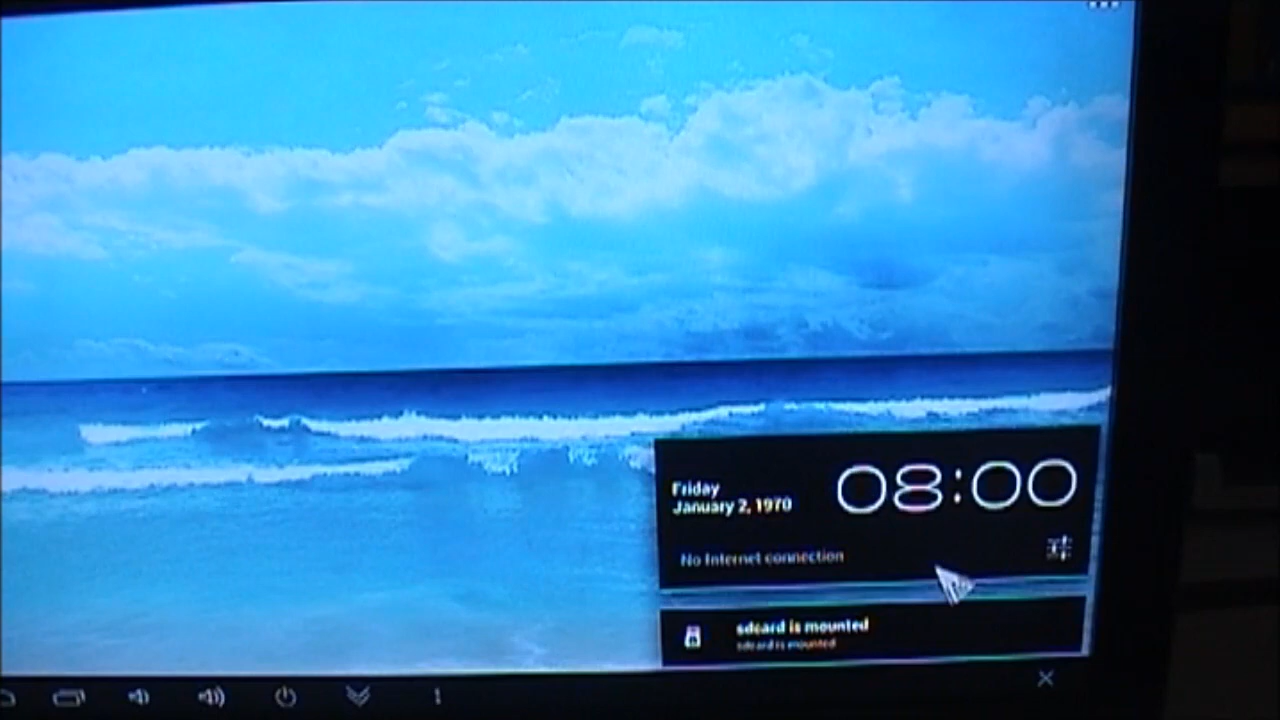 Friday
January 2, 1970
08:00
No Internet connection
sdcard is mounted
sdcard is mounted